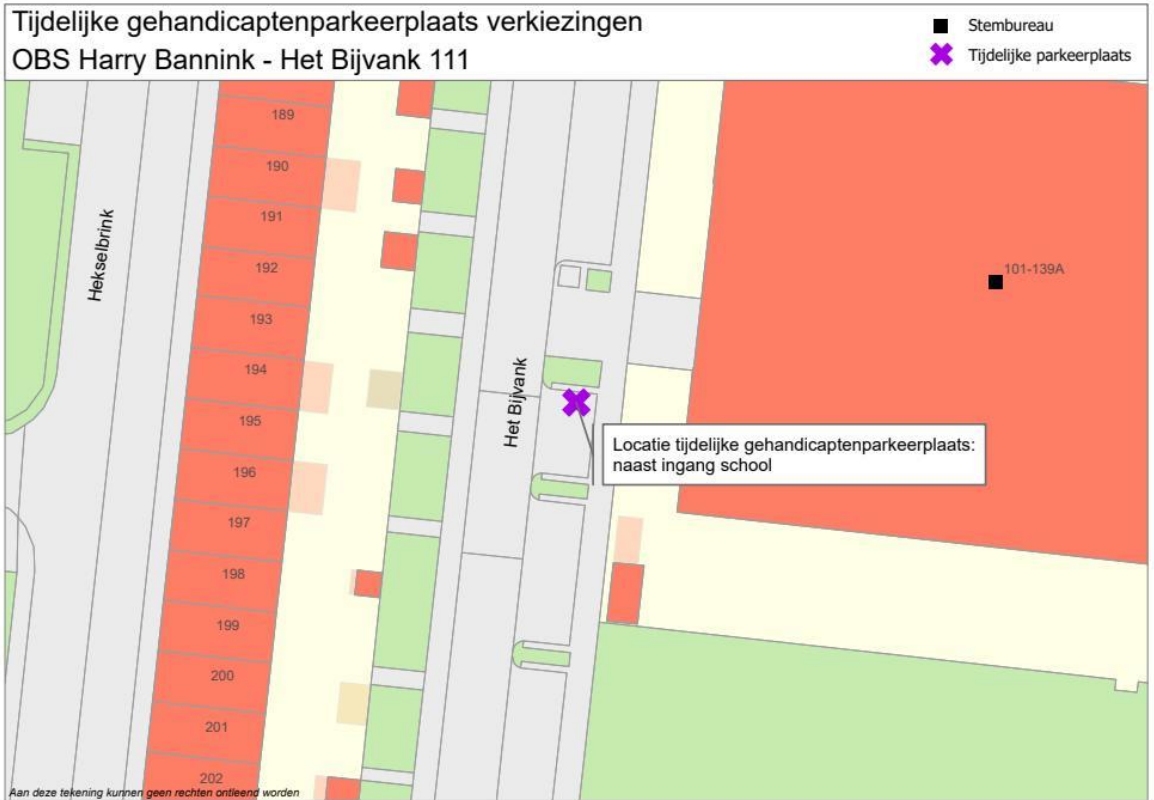 Tijdelijke gehandicaptenparkeerplaats verkiezingen
OBS Harry Bannink - Het Bijvank 111
Stembureau
Tijdelijke parkeerplaats
189
190
191
192
193
194
195
196
197
198
199
200
201
202
Hekselbrink
Het Bijvank
101-139A
Locatie tijdelijke gehandicaptenparkeerplaats:
naast ingang school
Aan deze tekening kunnen geen rechten ontleend worden